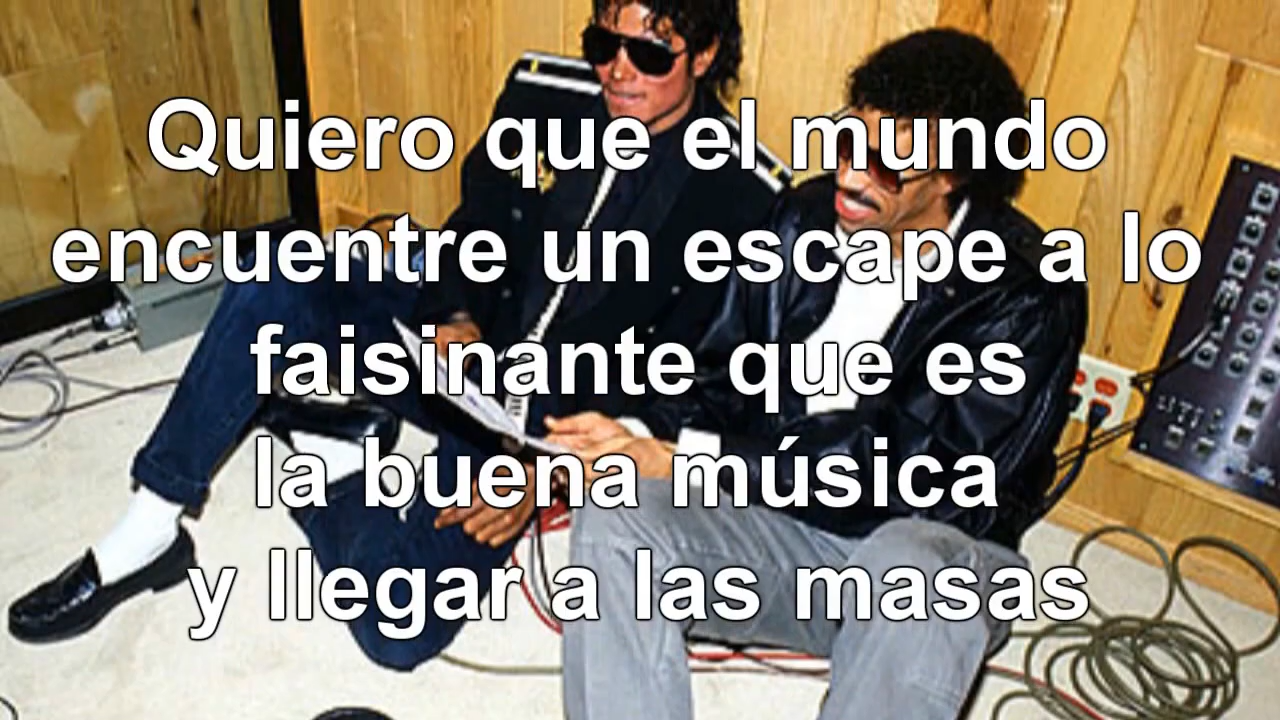 Quiero que el mundo
encuentre un escape a lo
faisinante que es
la buena música
y llegar a las masas